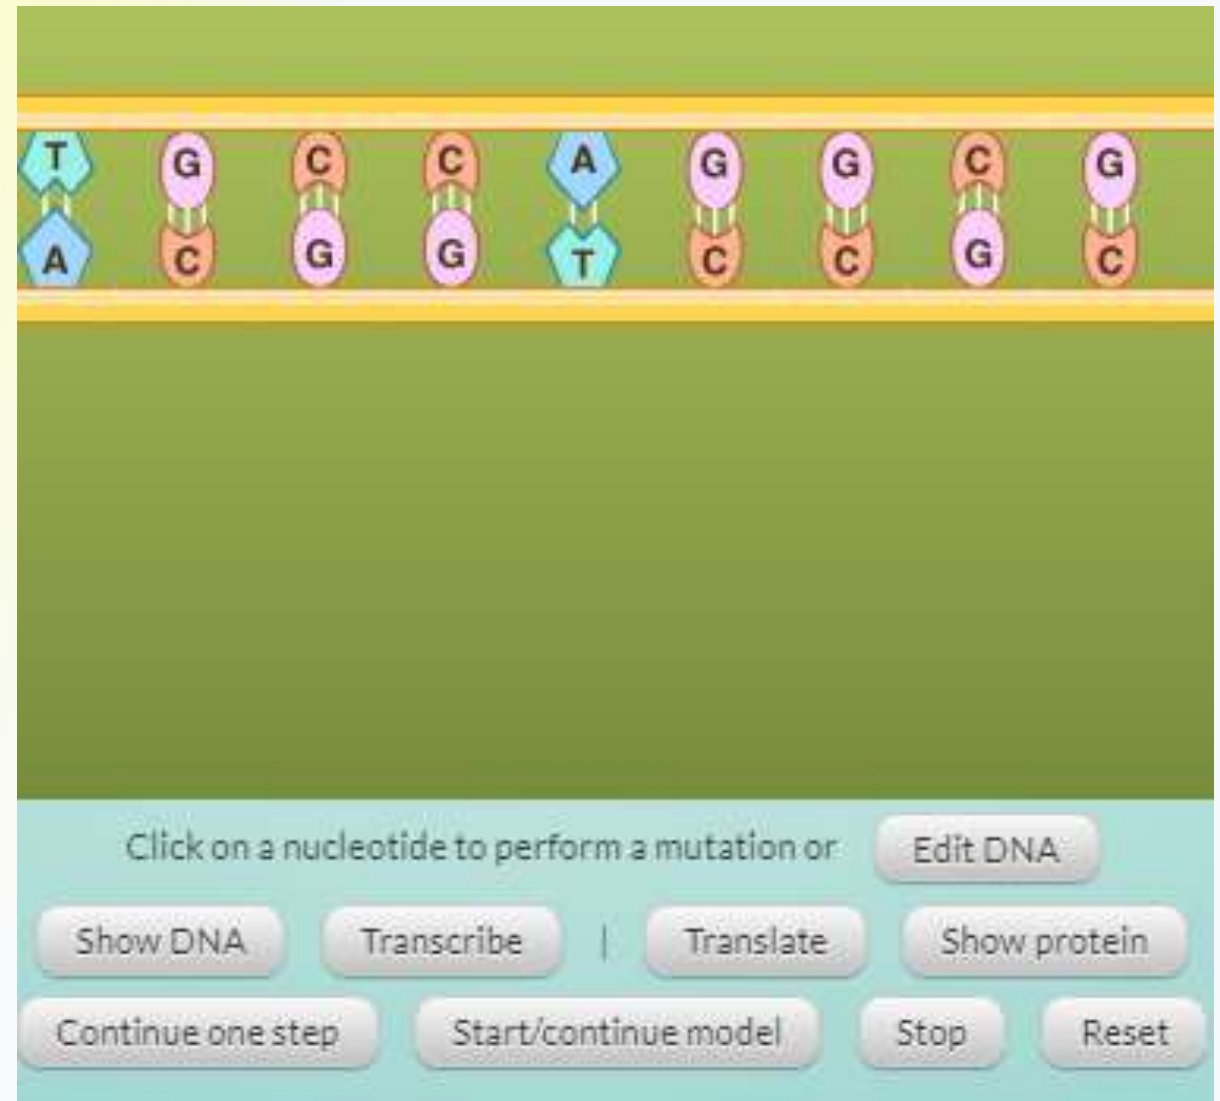 T G C C A G G C G
A C G G T C C G C
Click on a nucleotide to perform a mutation or Edit DNA
Show DNA Transcribe | Translate Show protein
Continue one step Start/continue model Stop Reset